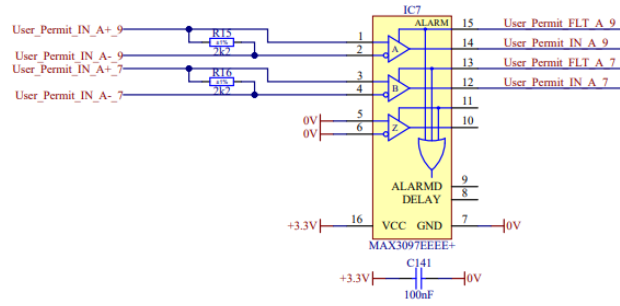 IC7
ALARM
User_Permit_IN_A+_9
R15
±1%
2k2
1
15
User_Permit_FLT_A_9
User_Permit_IN_A-_9
2
A
14
User_Permit_IN_A_9
User_Permit_IN_A+_7
R16
±1%
2k2
3
13
User_Permit_FLT_A_7
User_Permit_IN_A-_7
4
B
12
User_Permit_IN_A_7
0V
5
11
0V
6
Z
10
ALARMD
9
DELAY
8
+3.3V
16
VCC
GND
7
0V
MAX3097EEEE+
C141
+3.3V
0V
100nF